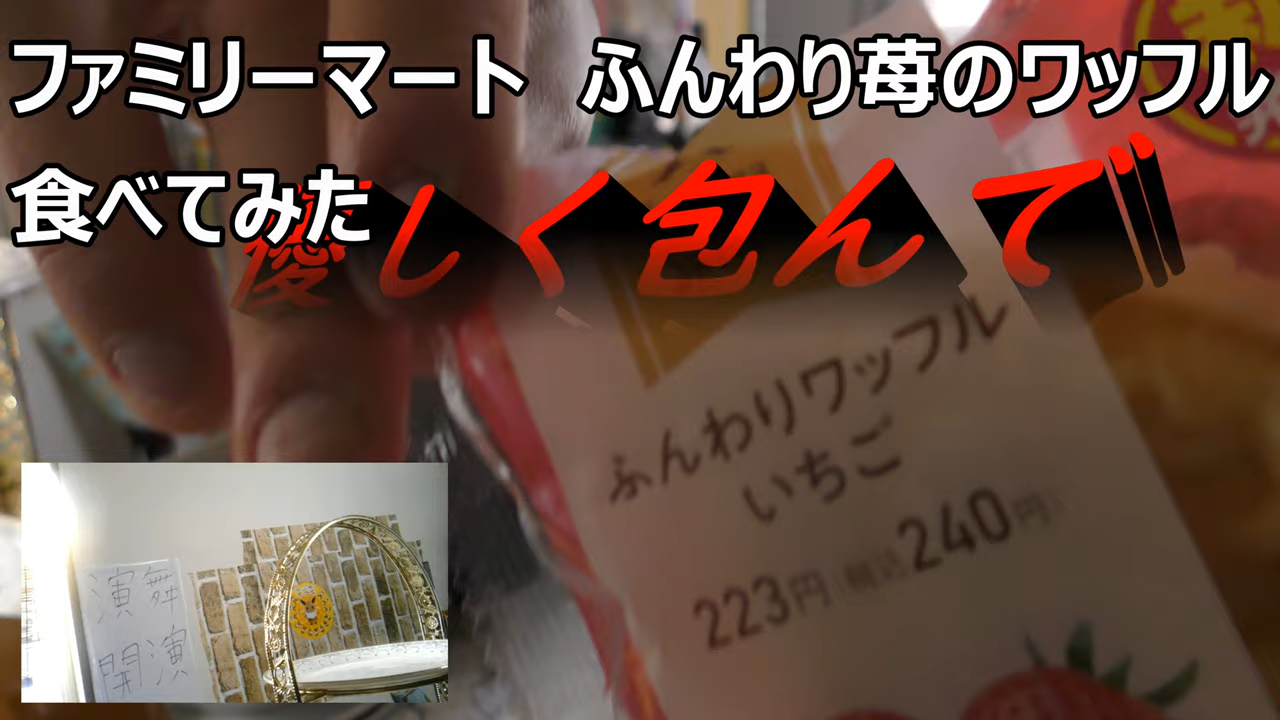 ファミリーマート　ふんわり苺のワッフル
食べてみた
優しく包んで
ふんわりワッフル
いちご
223円(税込240円)
演舞
開演